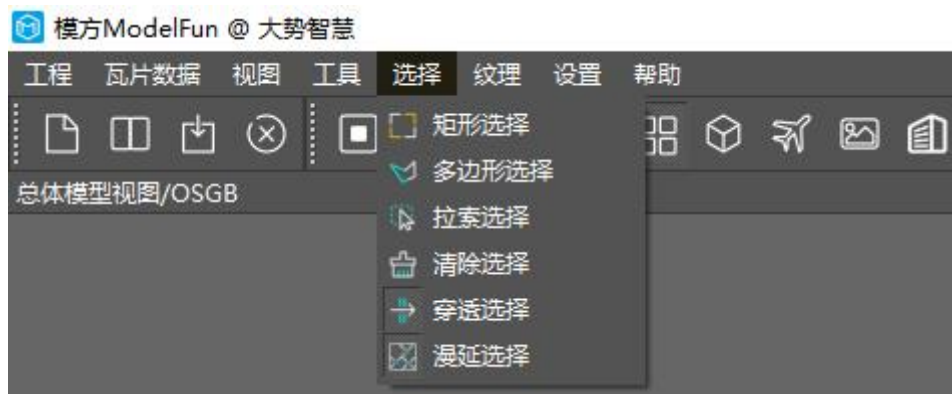 模方ModelFun @ 大势智慧
工程 瓦片数据 视图 工具 选择 纹理 设置 帮助
矩形选择
多边形选择
拉索选择
清除选择
穿透选择
漫延选择
总体模型视图/OSGB